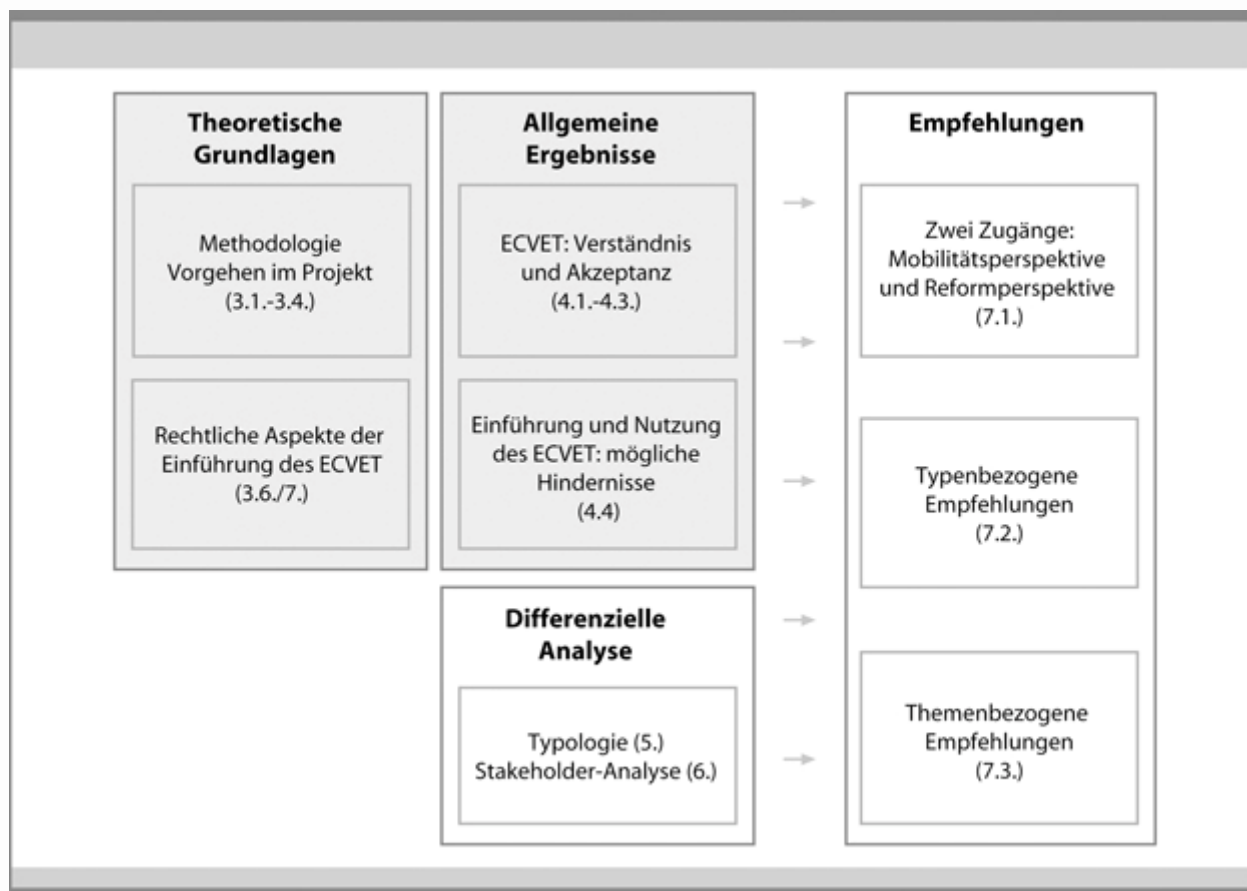 Theoretische
Grundlagen
Methodologie
Vorgehen im Projekt
(3.1.-3.4.)
Rechtliche Aspekte der
Einführung des ECVET
(3.6./7.)
Allgemeine
Ergebnisse
ECVET: Verständnis
und Akzeptanz
(4.1.-4.3.)
Einführung und Nutzung
des ECVET: mögliche
Hindernisse
(4.4)
Differenzielle
Analyse
Typologie (5.)
Stakeholder-Analyse (6.)
Empfehlungen
Zwei Zugänge:
Mobilitätsperspektive
und Reformperspektive
(7.1.)
Typenbezogene
Empfehlungen
(7.2.)
Themenbezogene
Empfehlungen
(7.3.)